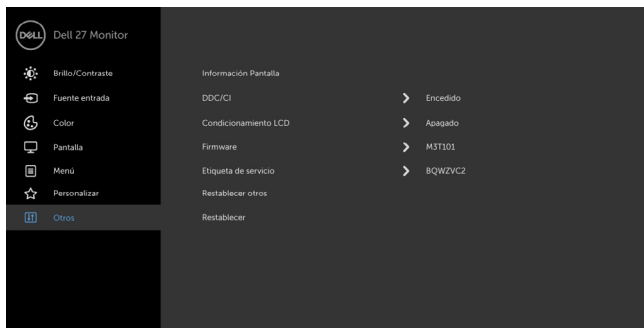 DELL Dell 27 Monitor
Brillo/Contraste
Fuente entrada
Color
Pantalla
Menú
Personalizar
Otros
Información Pantalla
DDC/CI Encedido
Condicionamiento LCD Apagado
Firmware M3T101
Etiqueta de servicio BQWZVC2
Restablecer otros
Restablecer